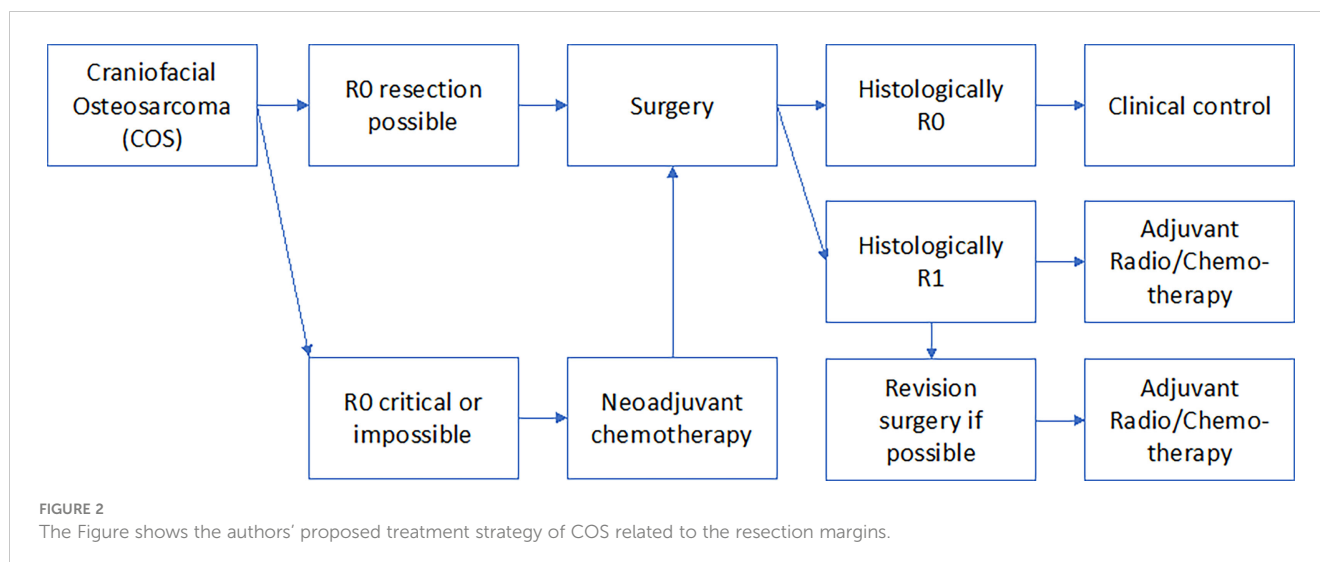 Craniofacial
Osteosarcoma
(COS)
R0 resection
possible
Surgery
Histologically
R0
Clinical control
Histologically
R1
Adjuvant
Radio/Chemo-
therapy
R0 critical or
impossible
Neoadjuvant
chemotherapy
Revision
surgery if
possible
Adjuvant
Radio/Chemo-
therapy
FIGURE 2
The Figure shows the authors’ proposed treatment strategy of COS related to the resection margins.